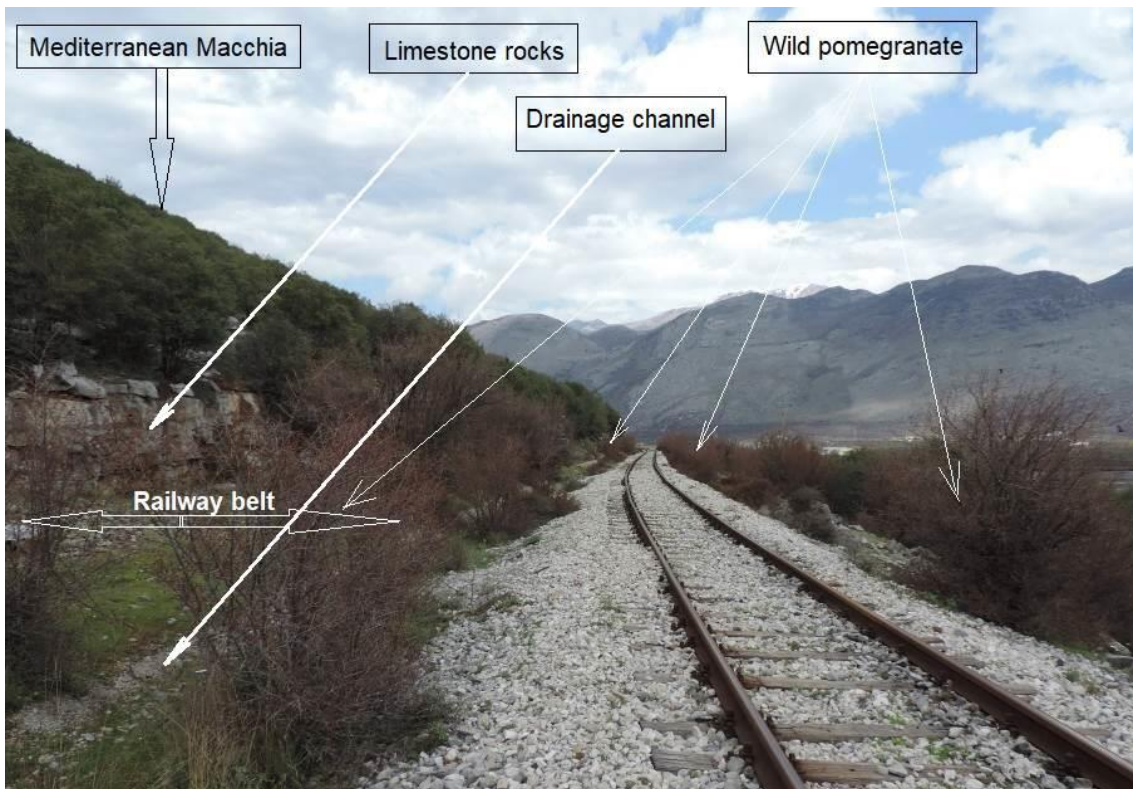 Mediterranean Macchia
Limestone rocks
Wild pomegranate
Drainage channel
Railway belt